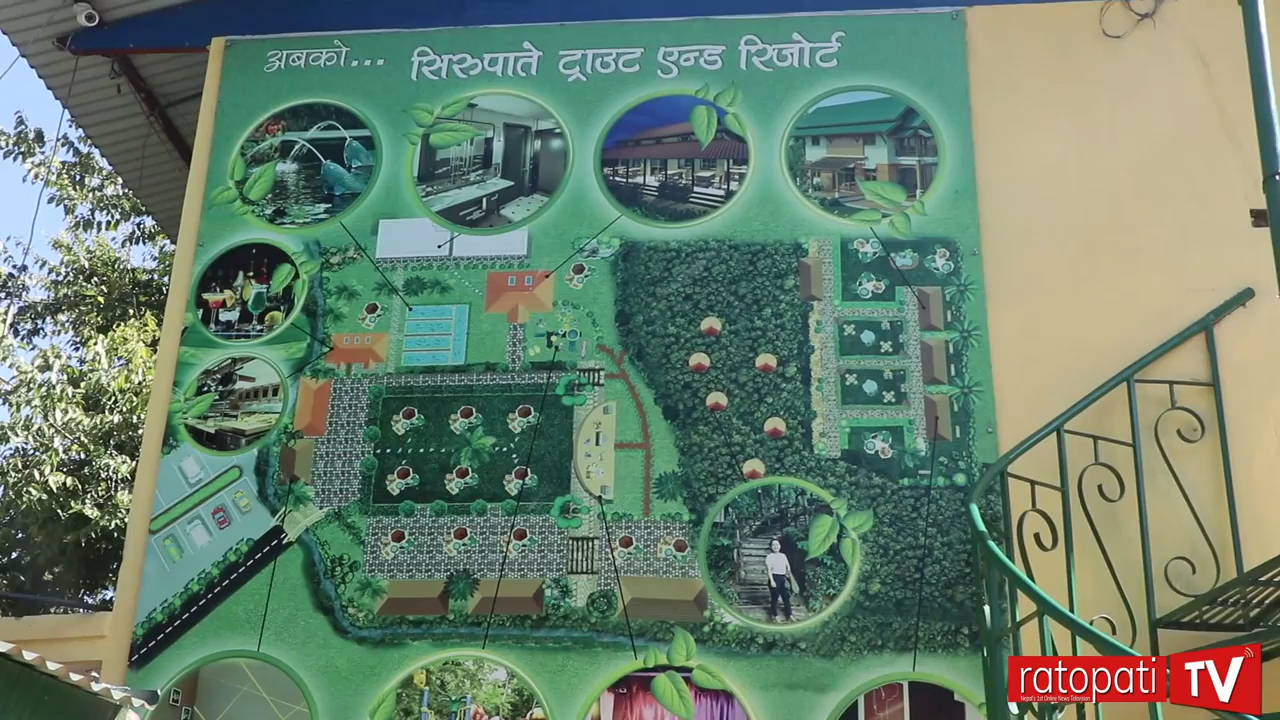 अबको... सिरुपाते ट्राउट एन्ड रिजोर्ट
ratopati TV
Nepal's 1st Online News Television